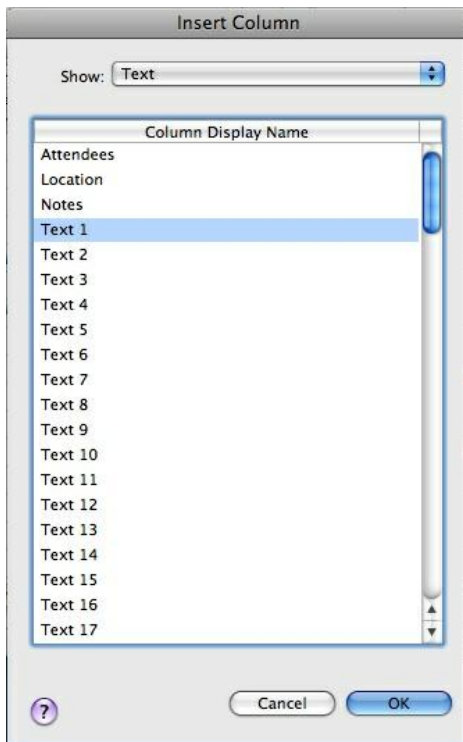 Insert Column
Show: Text
Column Display Name
Attendees
Location
Notes
Text 1
Text 2
Text 3
Text 4
Text 5
Text 6
Text 7
Text 8
Text 9
Text 10
Text 11
Text 12
Text 13
Text 14
Text 15
Text 16
Text 17
? Cancel OK